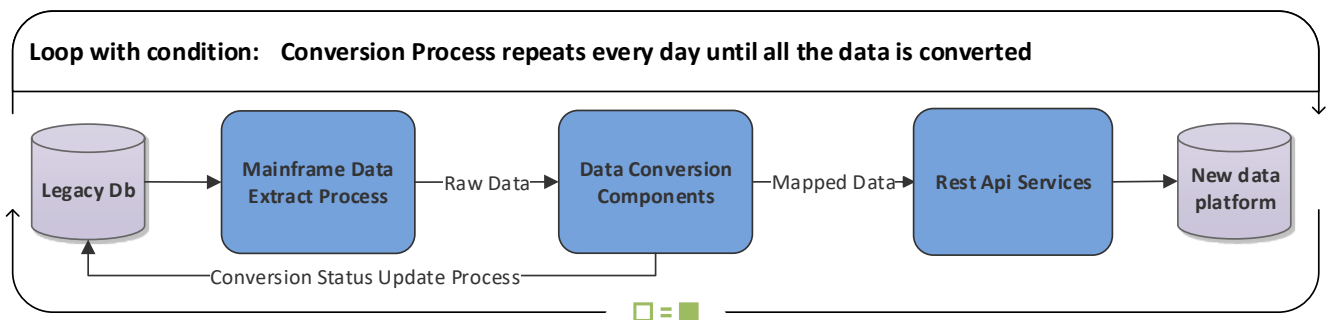 Loop with condition: Conversion Process repeats every day until all the data is converted
Legacy Db
Mainframe Data
Extract Process
Raw Data
Data Conversion
Components
Mapped Data
Rest Api Services
New data
platform
Conversion Status Update Process
=